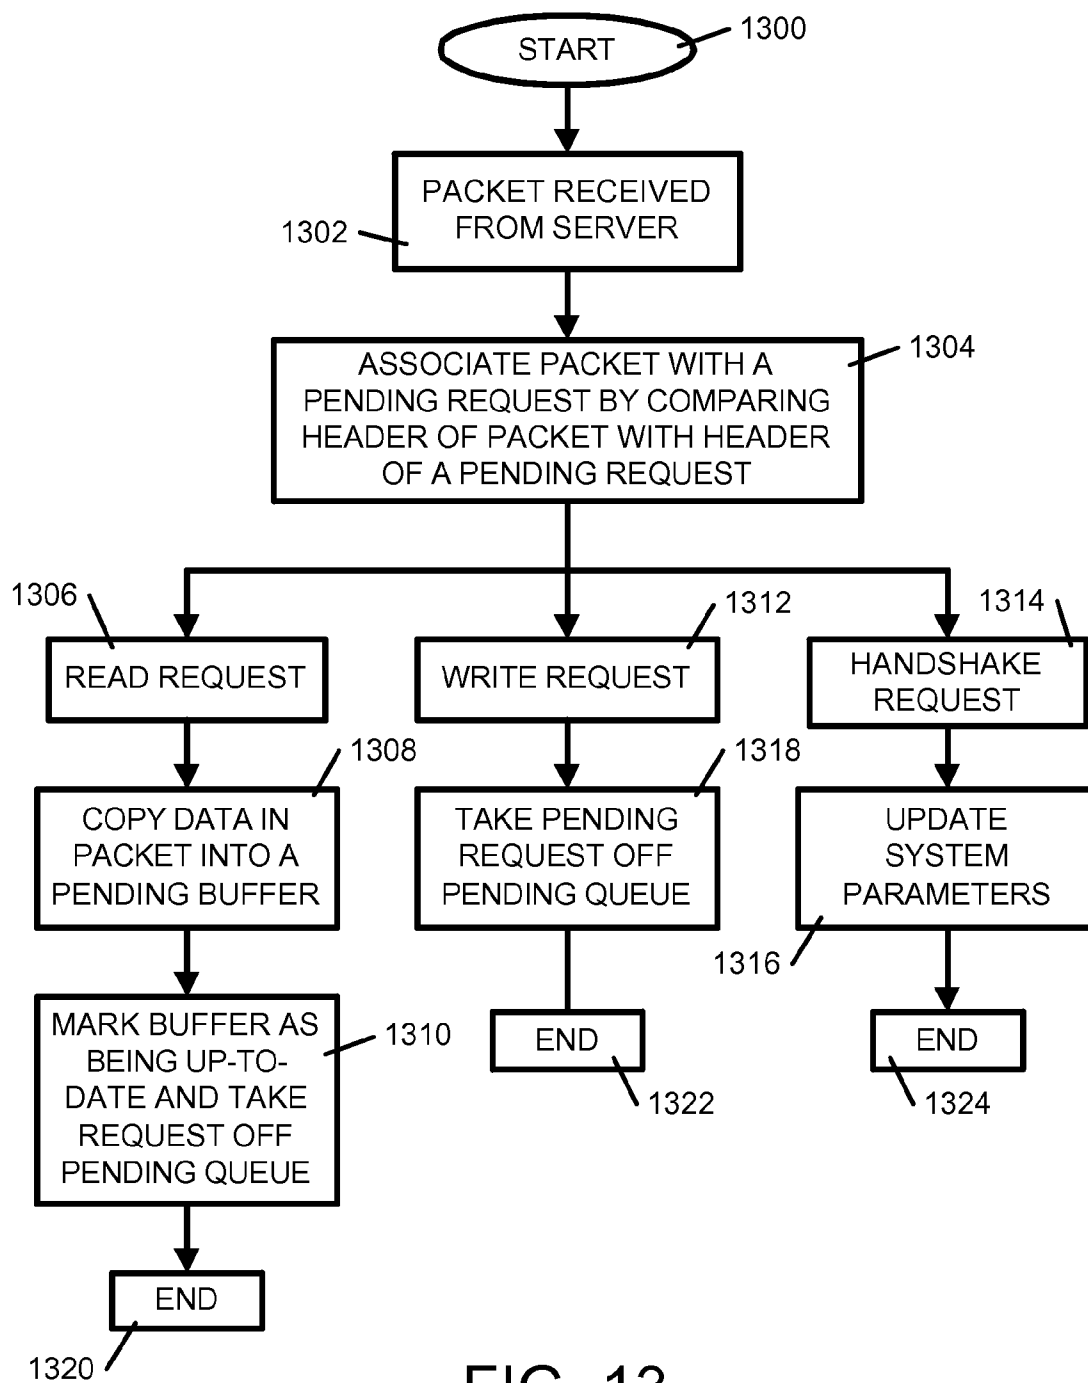 START
1300
PACKET RECEIVED
FROM SERVER
1302
ASSOCIATE PACKET WITH A
PENDING REQUEST BY COMPARING
HEADER OF PACKET WITH HEADER
OF A PENDING REQUEST
1304
1306
READ REQUEST
1312
WRITE REQUEST
1314
HANDSHAKE
REQUEST
1308
COPY DATA IN
PACKET INTO A
PENDING BUFFER
1318
TAKE PENDING
REQUEST OFF
PENDING QUEUE
UPDATE
SYSTEM
PARAMETERS
1316
MARK BUFFER AS
BEING UP-TO-
DATE AND TAKE
REQUEST OFF
PENDING QUEUE
1310
END
1322
END
1324
END
1320
FIG. 13